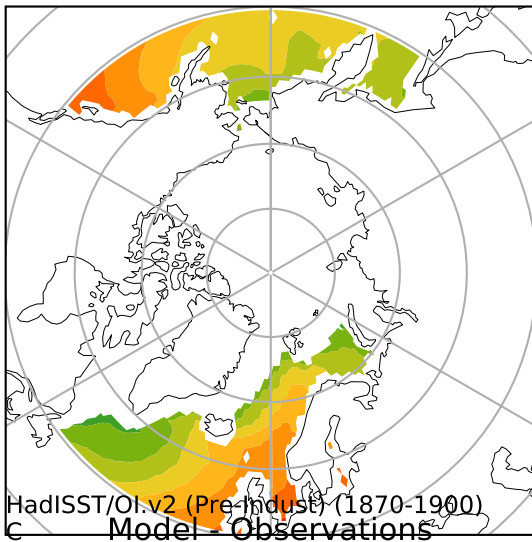 HadISST/OI.v2 (Pre-Indust) (1870-1900)
C Model - Observations